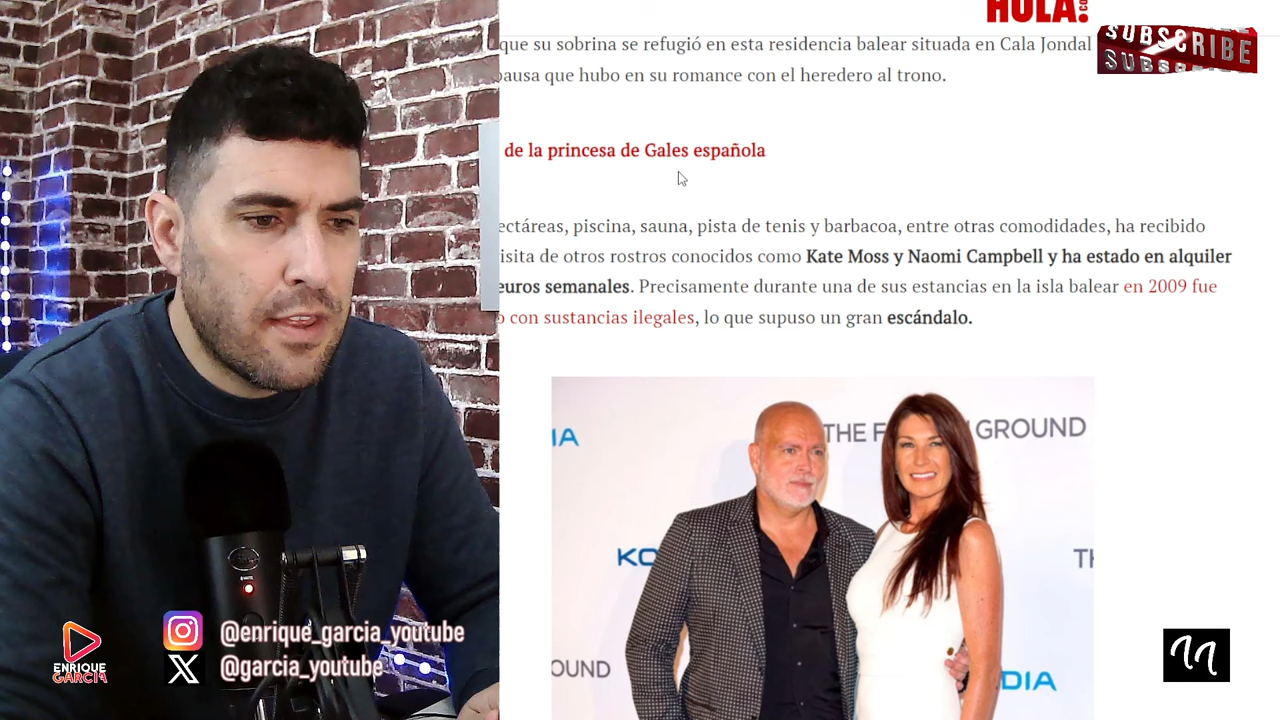 HOLA!
SUBSCRIBE
SUBSCRIBE
que su sobrina se refugió en esta residencia balear situada en Cala Jondal
pausa que hubo en su romance con el heredero al trono.
de la princesa de Gales española
ectáreas, piscina, sauna, pista de tenis y barbacoa, entre otras comodidades, ha recibido
isita de otros rostros conocidos como Kate Moss y Naomi Campbell y ha estado en alquiler
euros semanales. Precisamente durante una de sus estancias en la isla balear en 2009 fue
o con sustancias ilegales, lo que supuso un gran escándalo.
IA
THE F GROUND
KO
TH
OUND
DIA
@enrique_garcia_youtube
@garcia_youtube
ENRIQUE
GARCIA